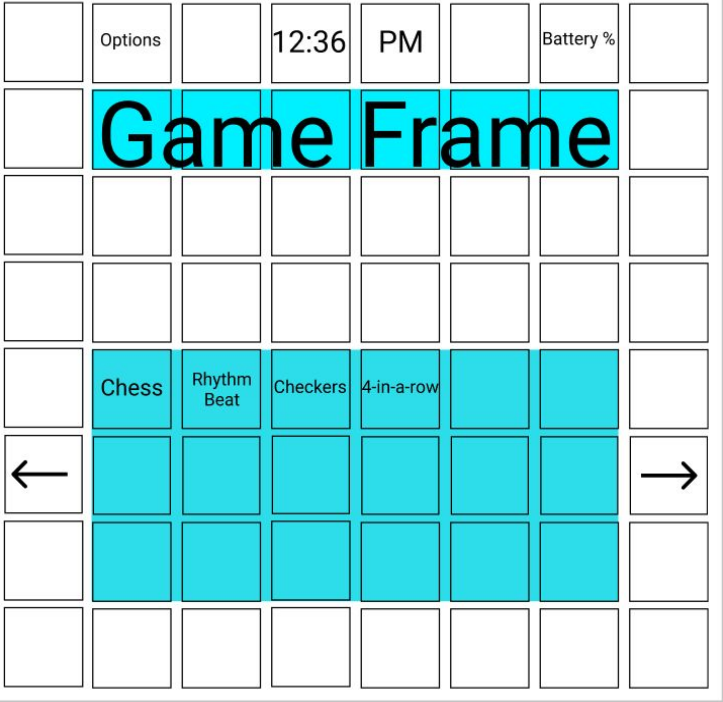 Options 12:36 PM Battery %
Game Frame
Chess Rhythm Beat Checkers 4-in-a-row
← →